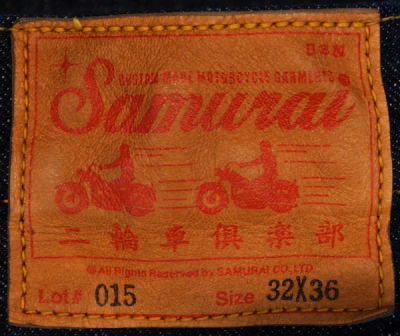 日本製
CUSTOM MADE MOTORCYCLE GARMENTS
Samurai
二輪車倶楽部
@All Rights Reserved by SAMURAI CO,.LTD.
Lot# 015 Size 32X36